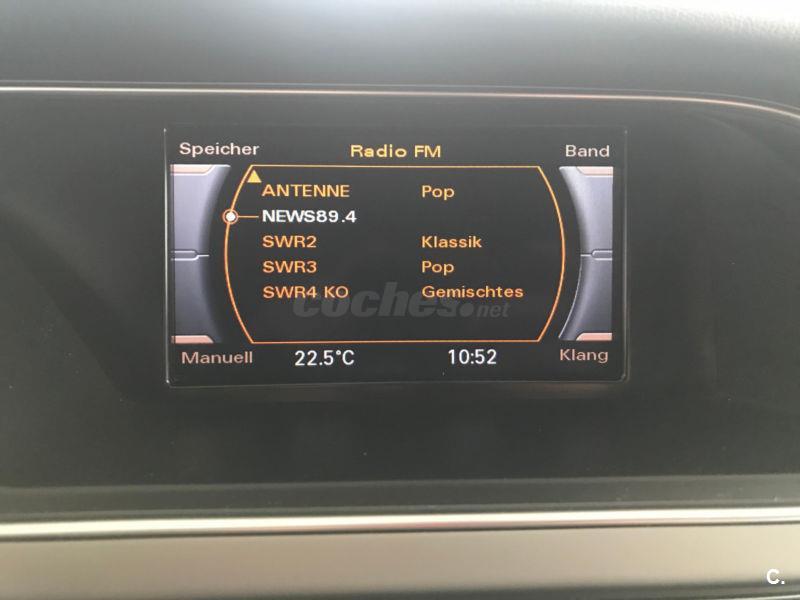 Speicher Radio FM Band
ANTENNE Pop
NEWS89.4
SWR2 Klassik
SWR3 Pop
SWR4 KO Gemischtes
coches.net
Manuell 22.5°C 10:52 Klang
C.